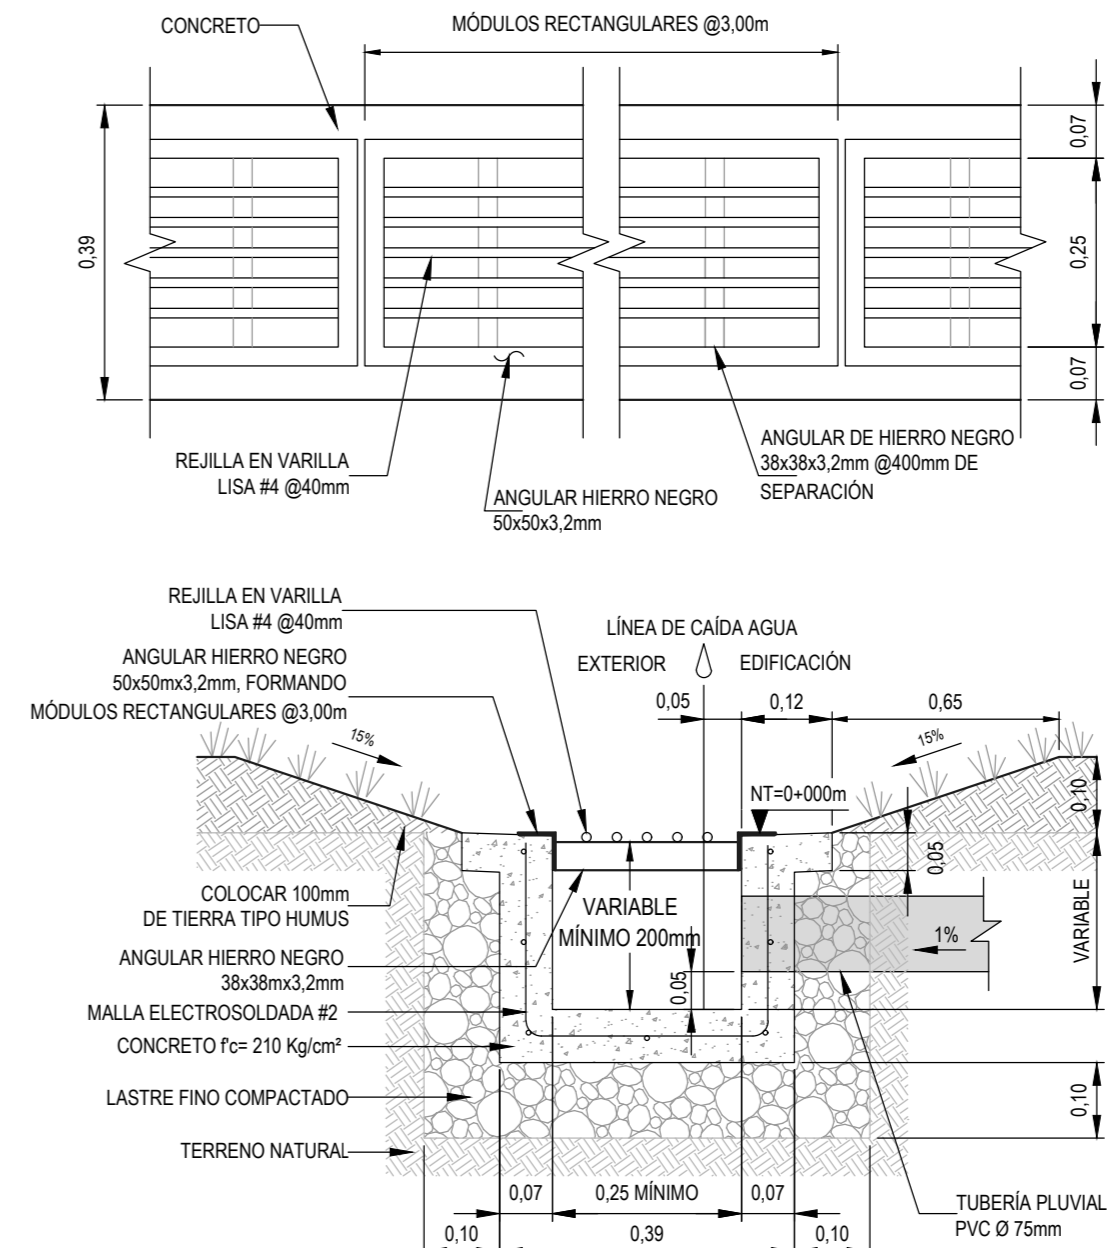 CONCRETO
MÓDULOS RECTANGULARES @3,00m
0,07
0,39
0,25
0,07
REJILLA EN VARILLA
LISA #4 @40mm
ANGULAR HIERRO NEGRO
50x50x3,2mm
ANGULAR DE HIERRO NEGRO
38x38x3,2mm @400mm DE
SEPARACIÓN
REJILLA EN VARILLA
LISA #4 @40mm
LÍNEA DE CAÍDA AGUA
EXTERIOR
EDIFICACIÓN
ANGULAR HIERRO NEGRO
50x50mx3,2mm, FORMANDO
MÓDULOS RECTANGULARES @3,00m
0,05
0,12
0,65
15%
15%
NT=0+000m
0,10
0,05
COLOCAR 100mm
DE TIERRA TIPO HUMUS
VARIABLE
MÍNIMO 200mm
VARIABLE
1%
ANGULAR HIERRO NEGRO
38x38mx3,2mm
0,05
MALLA ELECTROSOLDADA #2
CONCRETO f'c= 210 Kg/cm²
LASTRE FINO COMPACTADO
0,10
TERRENO NATURAL
0,07
0,25 MÍNIMO
0,07
TUBERÍA PLUVIAL
PVC Ø 75mm
0,10
0,39
0,10